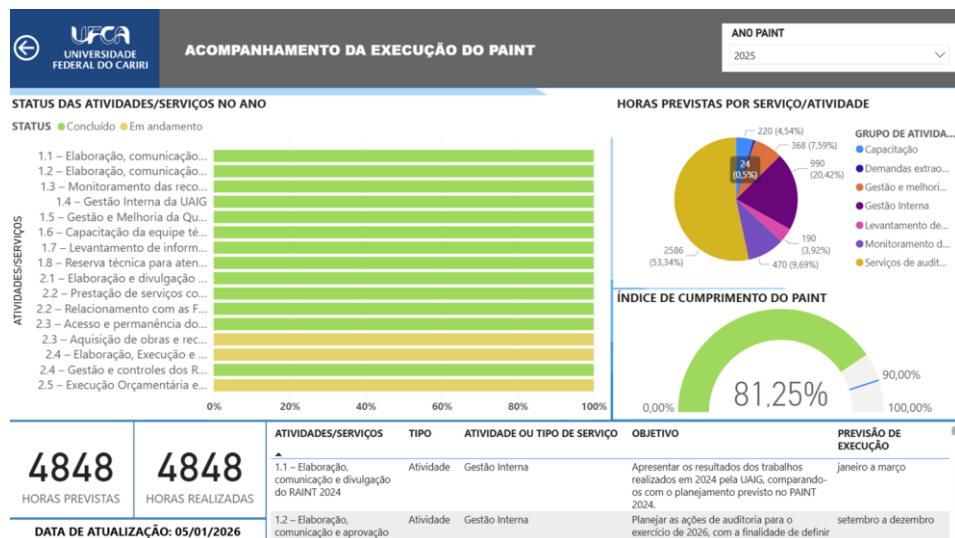 UFCA
UNIVERSIDADE
FEDERAL DO CARIRI
ACOMPANHAMENTO DA EXECUÇÃO DO PAINT
ANO PAINT
2025
STATUS DAS ATIVIDADES/SERVIÇOS NO ANO
STATUS Concluído Em andamento
ATIVIDADES/SERVIÇOS
1.1 – Elaboração, comunicação...
1.2 – Elaboração, comunicação...
1.3 – Monitoramento das reco...
1.4 – Gestão Interna da UAIG
1.5 – Gestão e Melhoria da Qu...
1.6 – Capacitação da equipe té...
1.7 – Levantamento de inform...
1.8 – Reserva técnica para aten...
2.1 – Elaboração e divulgação ...
2.2 – Prestação de serviços co...
2.2 – Relacionamento com as F...
2.3 – Acesso e permanência do...
2.3 – Aquisição de obras e rec...
2.4 – Elaboração, Execução e ...
2.4 – Gestão e controles dos R...
2.5 – Execução Orçamentária e...
0% 20% 40% 60% 80% 100%
HORAS PREVISTAS POR SERVIÇO/ATIVIDADE
220 (4,54%)
368 (7,59%)
990
(20,42%)
24
(0,5%)
190
(3,92%)
470 (9,69%)
2586
(53,34%)
GRUPO DE ATIVIDA...
Capacitação
Demandas extrao...
Gestão e melhori...
Gestão Interna
Levantamento de...
Monitoramento d...
Serviços de audit...
ÍNDICE DE CUMPRIMENTO DO PAINT
81,25%
0,00%
90,00%
100,00%
4848
HORAS PREVISTAS
4848
HORAS REALIZADAS
DATA DE ATUALIZAÇÃO: 05/01/2026
ATIVIDADES/SERVIÇOS TIPO ATIVIDADE OU TIPO DE SERVIÇO OBJETIVO PREVISÃO DE
EXECUÇÃO
1.1 – Elaboração, Atividade Gestão Interna Apresentar os resultados dos trabalhos janeiro a março
comunicação e divulgação realizados em 2024 pela UAIG, comparando-
do RAINT 2024 os com o planejamento previsto no PAINT
2024.
1.2 – Elaboração, Atividade Gestão Interna Planejar as ações de auditoria para o setembro a dezembro
comunicação e aprovação exercício de 2026, com a finalidade de definir